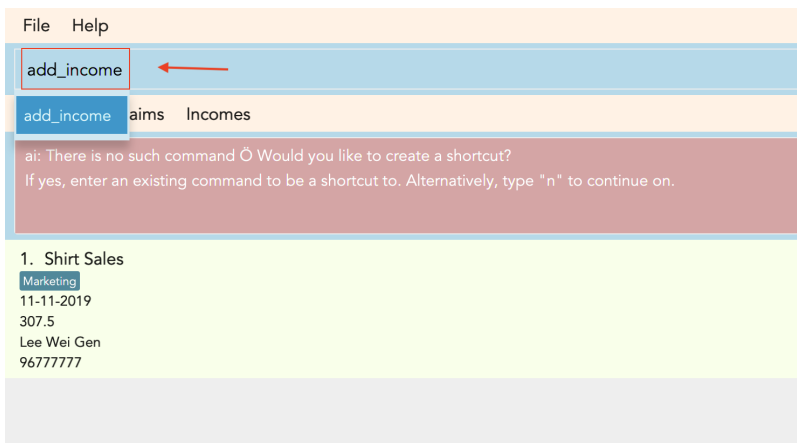 File Help
add_income
add_income aims Incomes
ai: There is no such command Ö Would you like to create a shortcut?
If yes, enter an existing command to be a shortcut to. Alternatively, type "n" to continue on.
1. Shirt Sales
Marketing
11-11-2019
307.5
Lee Wei Gen
96777777